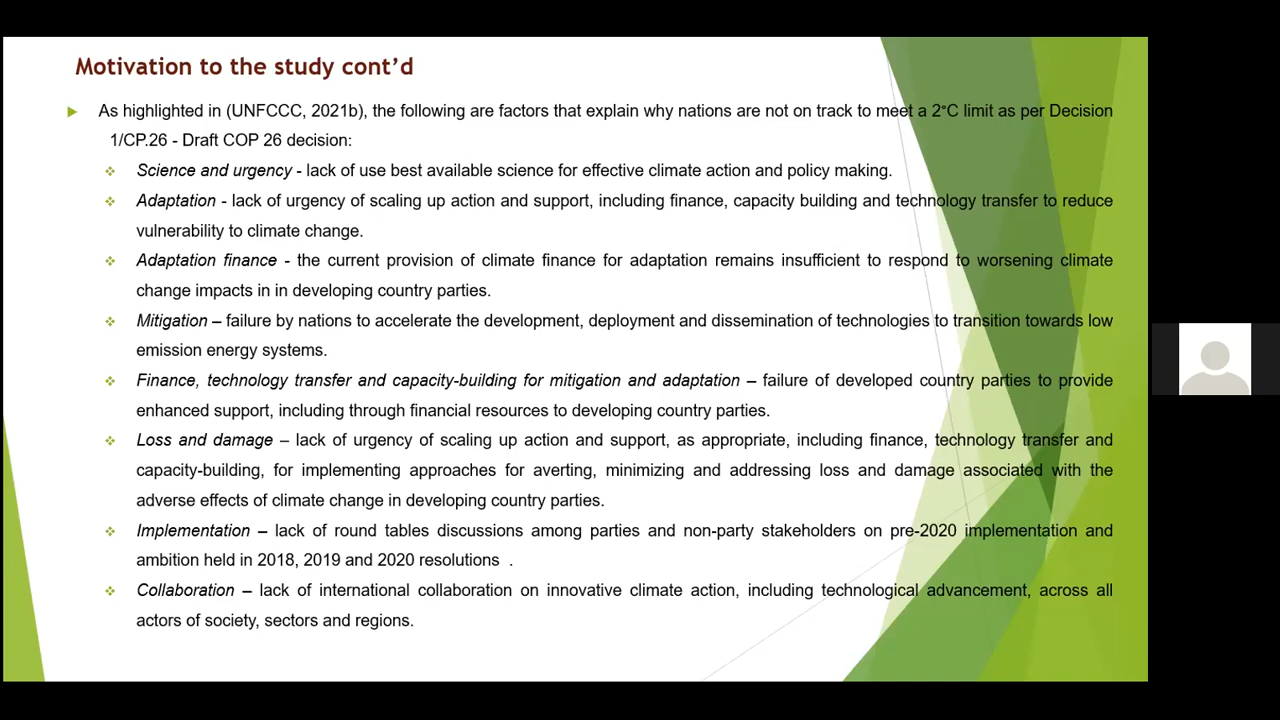 Motivation to the study cont'd
As highlighted in (UNFCCC, 2021b), the following are factors that explain why nations are not on track to meet a 2°C limit as per Decision
1/CP.26 - Draft COP 26 decision:
Science and urgency - lack of use best available science for effective climate action and policy making.
Adaptation - lack of urgency of scaling up action and support, including finance, capacity building and technology transfer to reduce
vulnerability to climate change.
Adaptation finance - the current provision of climate finance for adaptation remains insufficient to respond to worsening climate
change impacts in in developing country parties.
Mitigation – failure by nations to accelerate the development, deployment and dissemination of technologies to transition towards low
emission energy systems.
Finance, technology transfer and capacity-building for mitigation and adaptation – failure of developed country parties to provide
enhanced support, including through financial resources to developing country parties.
Loss and damage – lack of urgency of scaling up action and support, as appropriate, including finance, technology transfer and
capacity-building, for implementing approaches for averting, minimizing and addressing loss and damage associated with the
adverse effects of climate change in developing country parties.
Implementation – lack of round tables discussions among parties and non-party stakeholders on pre-2020 implementation and
ambition held in 2018, 2019 and 2020 resolutions .
Collaboration – lack of international collaboration on innovative climate action, including technological advancement, across all
actors of society, sectors and regions.